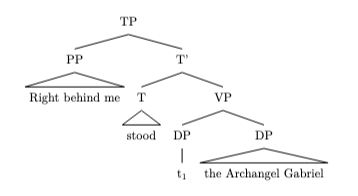 TP
PP T'
Right behind me T VP
stood DP DP
t₁ the Archangel Gabriel